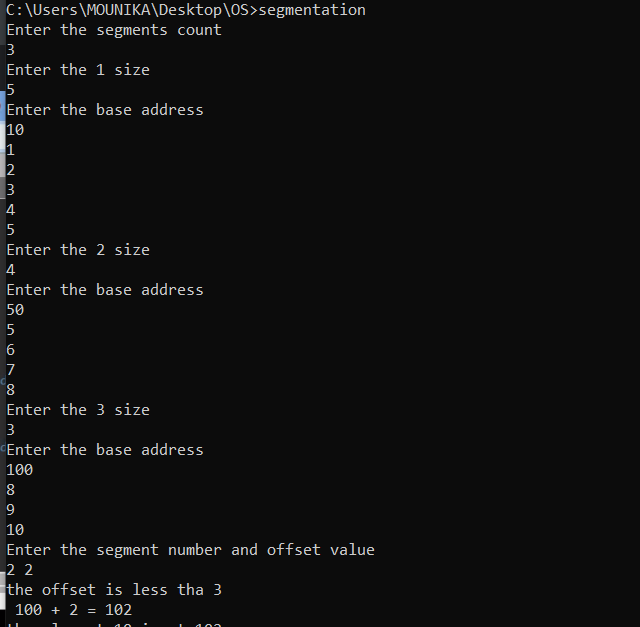 C:\Users\MOUNIKA\Desktop\OS>segmentation
Enter the segments count
3
Enter the 1 size
5
Enter the base address
10
1
2
3
4
5
Enter the 2 size
4
Enter the base address
50
5
6
7
8
Enter the 3 size
3
Enter the base address
100
8
9
10
Enter the segment number and offset value
2 2
the offset is less tha 3
100 + 2 = 102